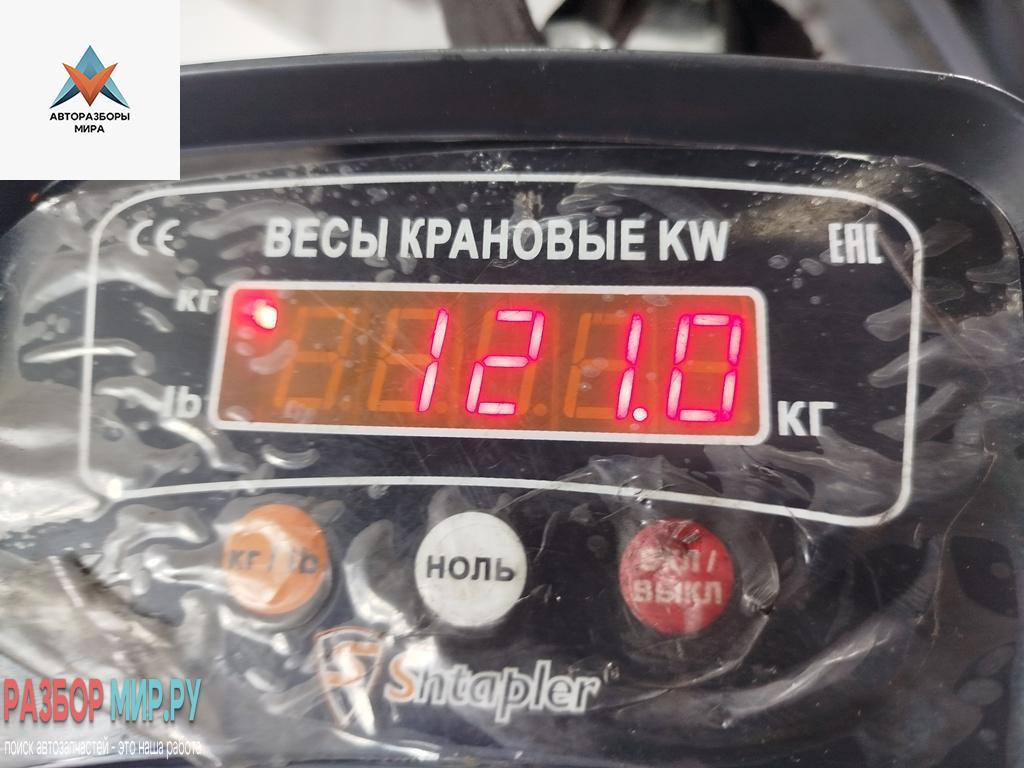 АВТОРАЗБОРЫ
МИРА
CE
ВЕСЫ КРАНОВЫЕ KW
EAC
кг
121.0
lb
КГ
КГ / lb
НОЛЬ
ВКЛ /
ВЫКЛ
Shtapler
РАЗБОР МИР.РУ
поиск автозапчастей - это наша работа